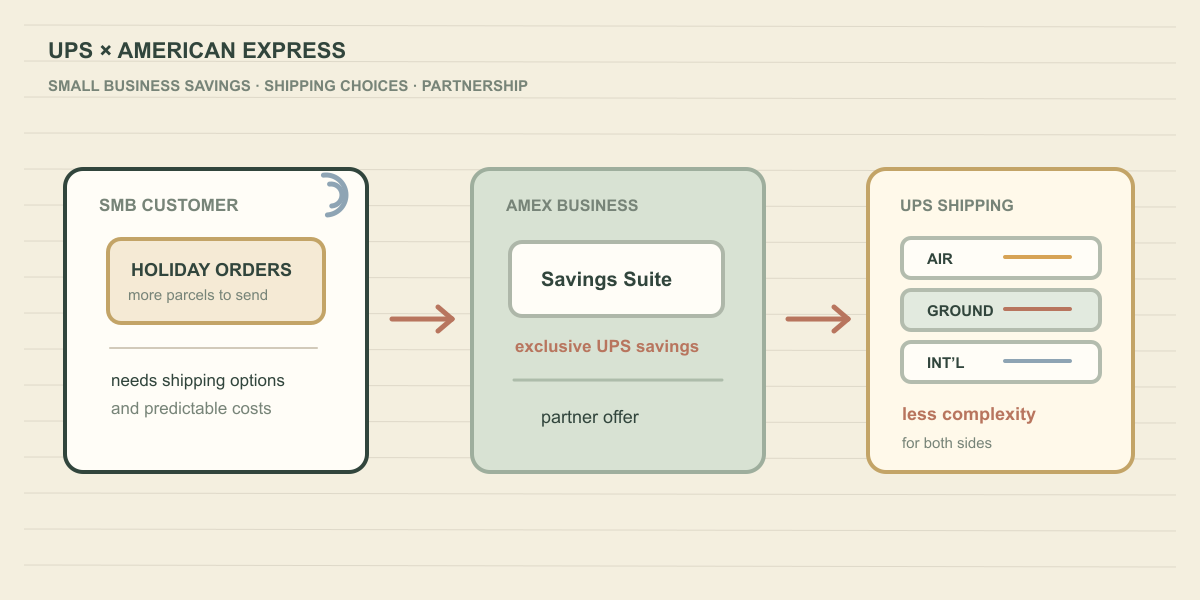 UPS × AMERICAN EXPRESS
SMALL BUSINESS SAVINGS · SHIPPING CHOICES · PARTNERSHIP
SMB CUSTOMER
HOLIDAY ORDERS
more parcels to send
needs shipping options
and predictable costs
AMEX BUSINESS
Savings Suite
exclusive UPS savings
partner offer
UPS SHIPPING
AIR
GROUND
INT’L
less complexity
for both sides